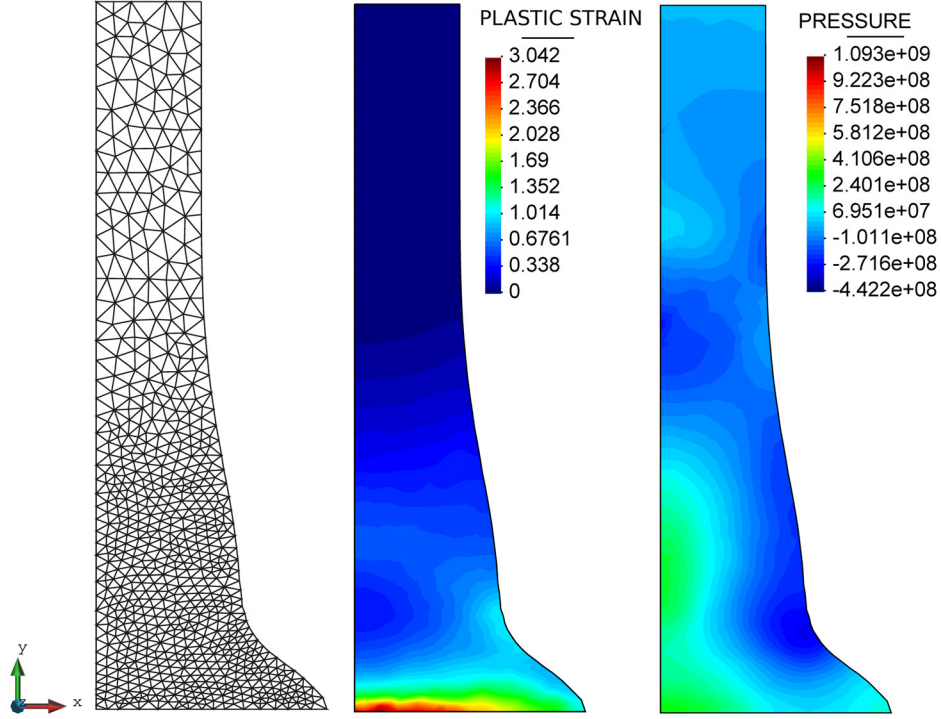 PLASTIC STRAIN
3.042
2.704
2.366
2.028
1.69
1.352
1.014
0.6761
0.338
0
PRESSURE
1.093e+09
9.223e+08
7.518e+08
5.812e+08
4.106e+08
2.401e+08
6.951e+07
-1.011e+08
-2.716e+08
-4.422e+08
y
z
x